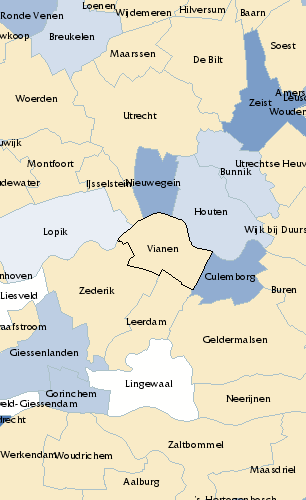 Loenen
Hilversum
Baarn
Ronde Venen
Wijdemeren
wkoop
Breukelen
Soest
Maarssen
De Bilt
Amers
Leusd
Woerden
Zeist
Wouden
Utrecht
uwijk
Montfoort
Utrechtse Heuv
Bunnik
dewater
IJsselstein
Nieuwegein
Houten
Lopik
Wijk bij Duurs
Vianen
nhoven
Culemborg
Liesveld
Zederik
Buren
aafstroom
Leerdam
Geldermalsen
Giessenlanden
Lingewaal
Gorinchem
Neerijnen
eld-Giessendam
drecht
Zaltbommel
Werkendam
Woudrichem
Maasdriel
Aalburg
's Hertogenbosch